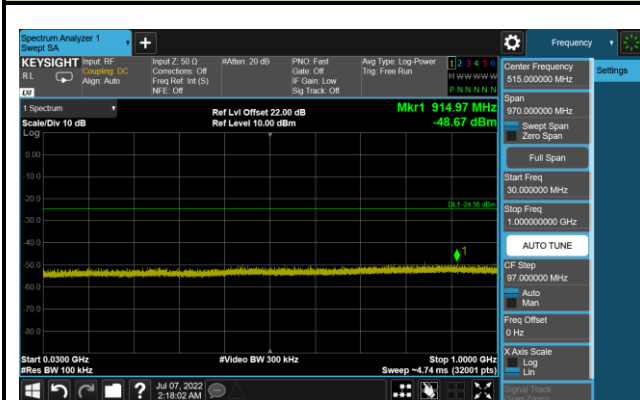 Spectrum Analyzer 1
Swept SA
+
Frequency
KEYSIGHT
Input: RF
Input Z: 50 Ω
#Atten: 20 dB
PNO: Fast
Avg Type: Log-Power
1 2 3 4 5 6
RL
Coupling: DC
Corrections: Off
Gate: Off
Trig: Free Run
M W W W W W
Align: Auto
Freq Ref: Int (S)
IF Gain: Low
P N N N N N
NFE: Off
Sig Track: Off
LXI
1 Spectrum
Scale/Div 10 dB
Log
Ref Lvl Offset 22.00 dB
Ref Level 10.00 dBm
Mkr1 914.97 MHz
-48.67 dBm
0.00
-10.0
-20.0
DL1 -24.56 dBm
-30.0
-40.0
1
-50.0
-60.0
-70.0
-80.0
Start 0.0300 GHz
#Video BW 300 kHz
Stop 1.0000 GHz
#Res BW 100 kHz
Sweep ~4.74 ms (32001 pts)
Center Frequency
515.000000 MHz
Settings
Span
970.000000 MHz
Swept Span
Zero Span
Full Span
Start Freq
30.000000 MHz
Stop Freq
1.000000000 GHz
AUTO TUNE
CF Step
97.000000 MHz
Auto
Man
Freq Offset
0 Hz
X Axis Scale
Log
Lin
Signal Track
(Span Zoom)
?
Jul 07, 2022
2:18:02 AM